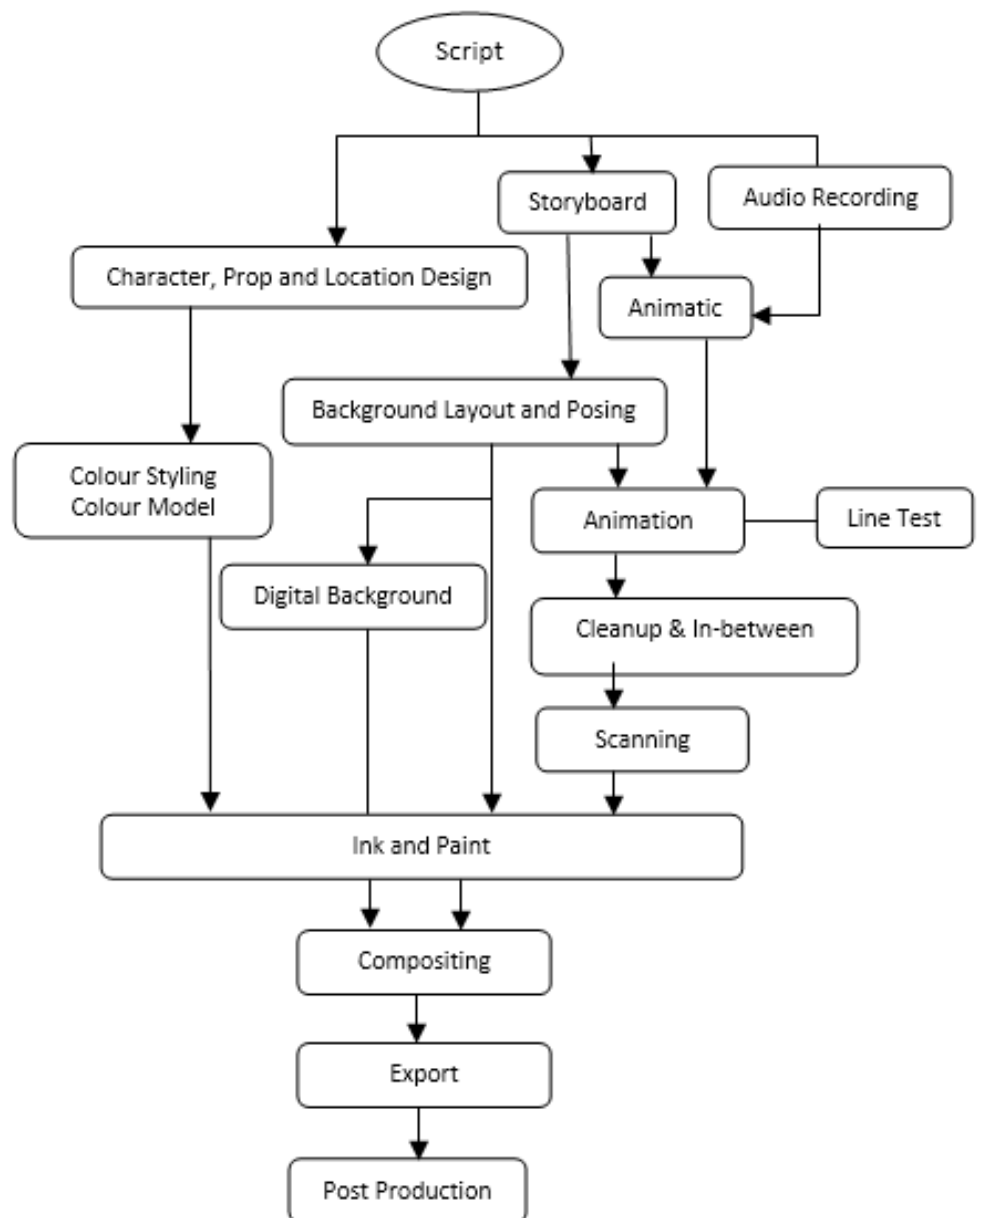 Script
Storyboard
Audio Recording
Character, Prop and Location Design
Animatic
Background Layout and Posing
Colour Styling
Colour Model
Animation
Line Test
Digital Background
Cleanup & In-between
Scanning
Ink and Paint
Compositing
Export
Post Production